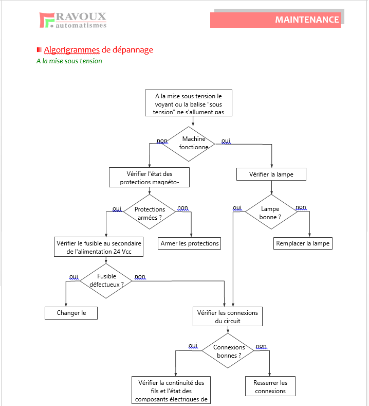 RAVOUX
automatismes
MAINTENANCE
Algorigrammes de dépannage
A la mise sous tension
A la mise sous tension le
voyant ou la balise "sous
tension" ne s'allument pas
non
Machine
fonctionne
oui
Vérifier l'état des
protections magnéto-
Vérifier la lampe
oui
Protections
armées ?
non
oui
Lampe
bonne ?
non
Vérifier le fusible au secondaire
de l'alimentation 24 Vcc
Armer les protections
Remplacer la lampe
oui
Fusible
défectueux ?
non
Changer le
Vérifier les connexions
du circuit
oui
Connexions
bonnes ?
non
Vérifier la continuité des
fils et l'état des
composants électriques de
Resserrer les
connexions